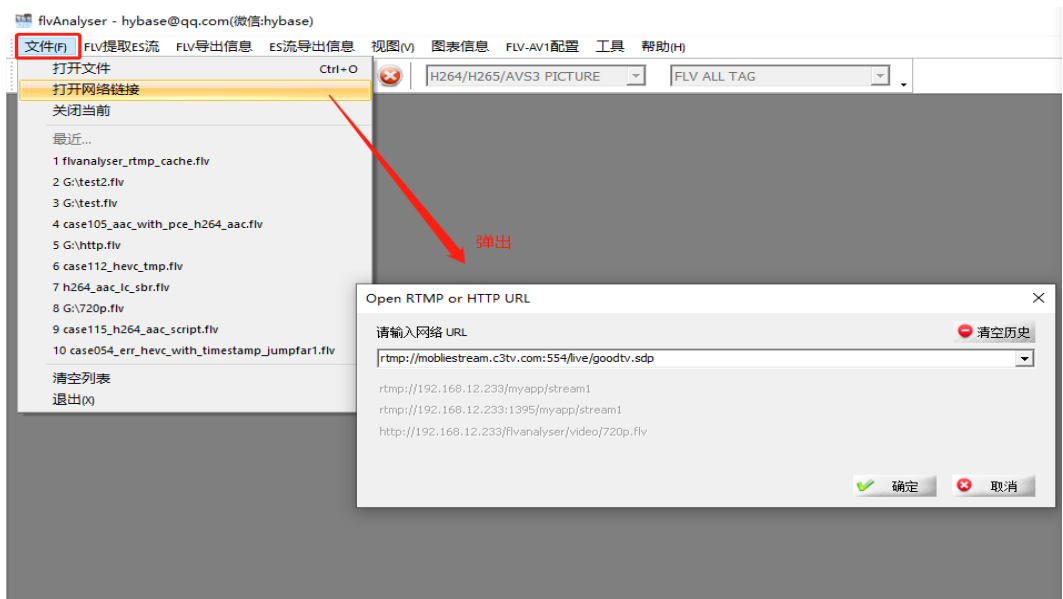 flvAnalyser - hybase@qq.com(微信:hybase)
文件(F) FLV提取ES流 FLV导出信息 ES流导出信息 视图(V) 图表信息 FLV-AV1配置 工具 帮助(H)
打开文件 Ctrl+O
H264/H265/AVS3 PICTURE FLV ALL TAG
打开网络链接
关闭当前
最近...
1 flvanalyser_rtmp_cache.flv
2 G:\test2.flv
3 G:\test.flv
4 case105_aac_with_pce_h264_aac.flv
5 G:\http.flv
6 case112_hevc_tmp.flv
7 h264_aac_lc_sbr.flv
8 G:\720p.flv
9 case115_h264_aac_script.flv
10 case054_err_hevc_with_timestamp_jumpfar1.flv
清空列表
退出(X)
弹出
Open RTMP or HTTP URL
请输入网络 URL 清空历史
rtmp://mobliestream.c3tv.com:554/live/goodtv.sdp
rtmp://192.168.12.233/myapp/stream1
rtmp://192.168.12.233:1395/myapp/stream1
http://192.168.12.233/flvanalyser/video/720p.flv
确定 取消